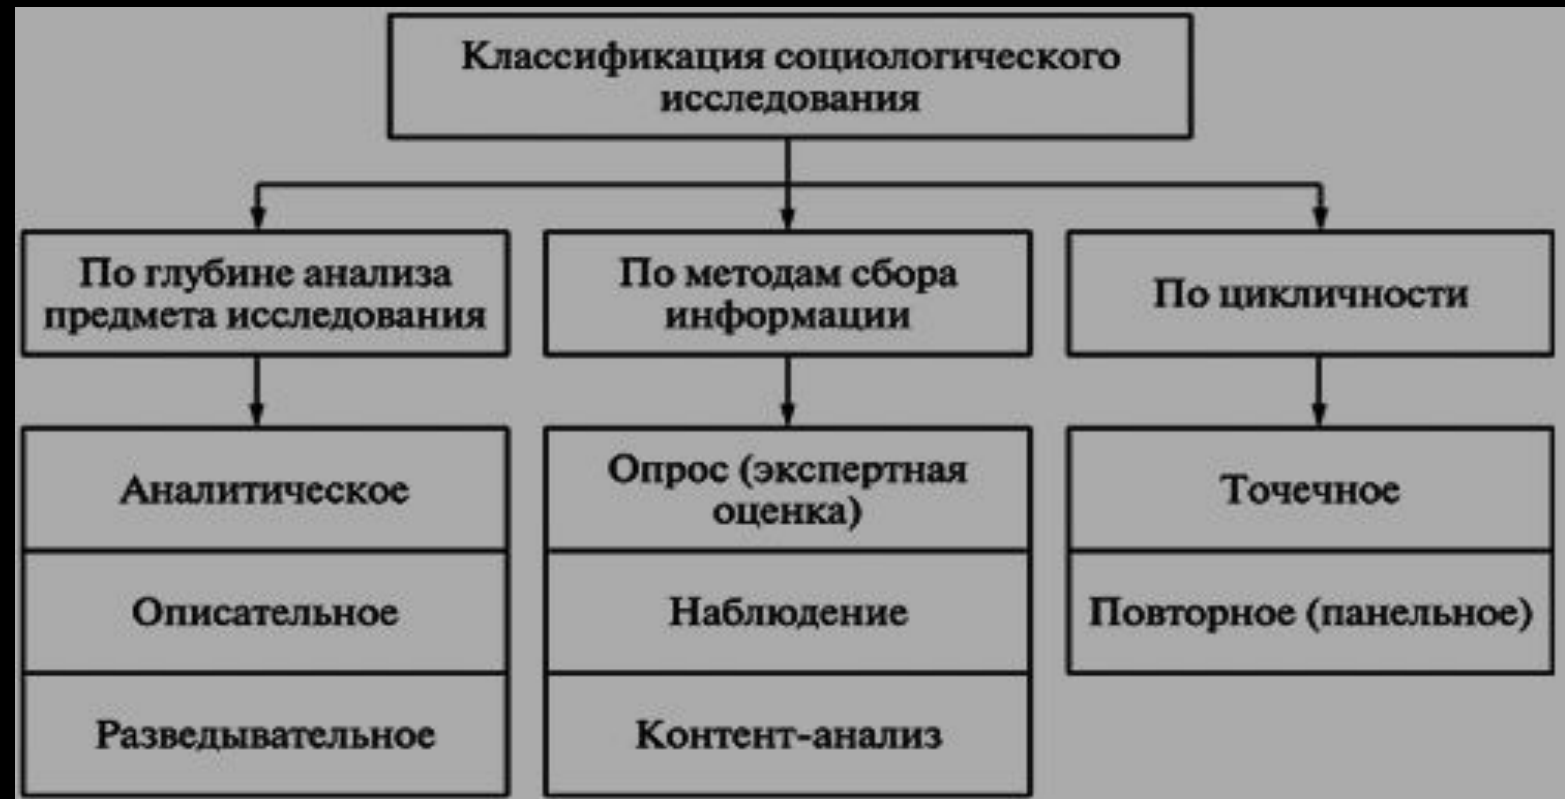 Классификация социологического
исследования
По глубине анализа
предмета исследования
По методам сбора
информации
По цикличности
Аналитическое
Опрос (экспертная
оценка)
Точечное
Описательное
Наблюдение
Повторное (панельное)
Разведывательное
Контент-анализ